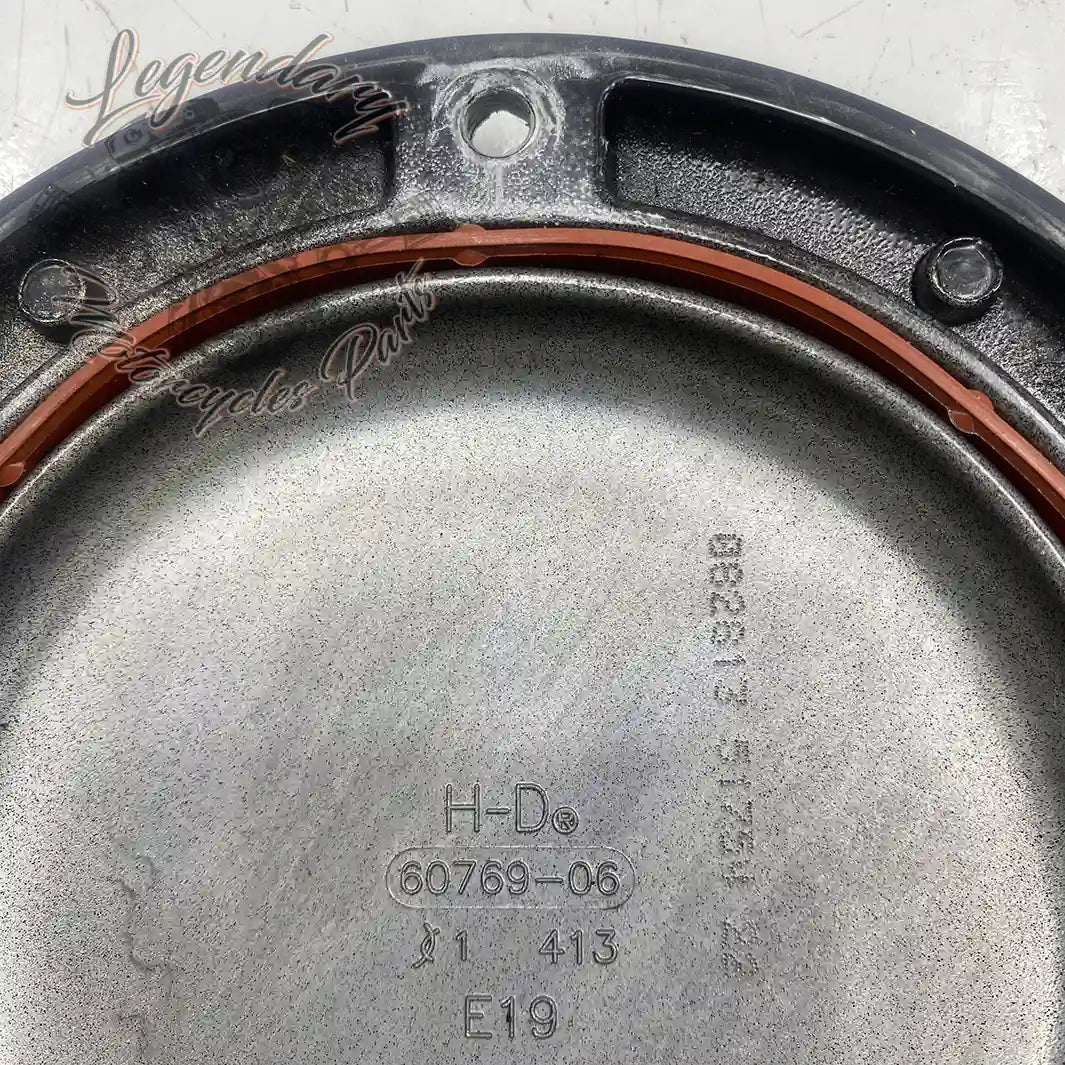 Legendary
Motorcycles Parts
H-D®
60769-06
1 413
E19